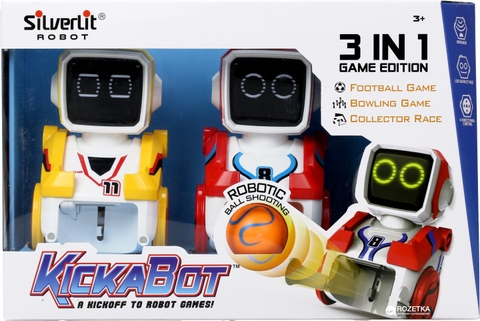 Silverlit®
ROBOT
3+
3 IN 1
GAME EDITION
Football Game
Bowling Game
Collector Race
ROBOTIC
BALL SHOOTING
11
8
8
KICKABOT™
A KICKOFF TO ROBOT GAMES!
ROZETKA